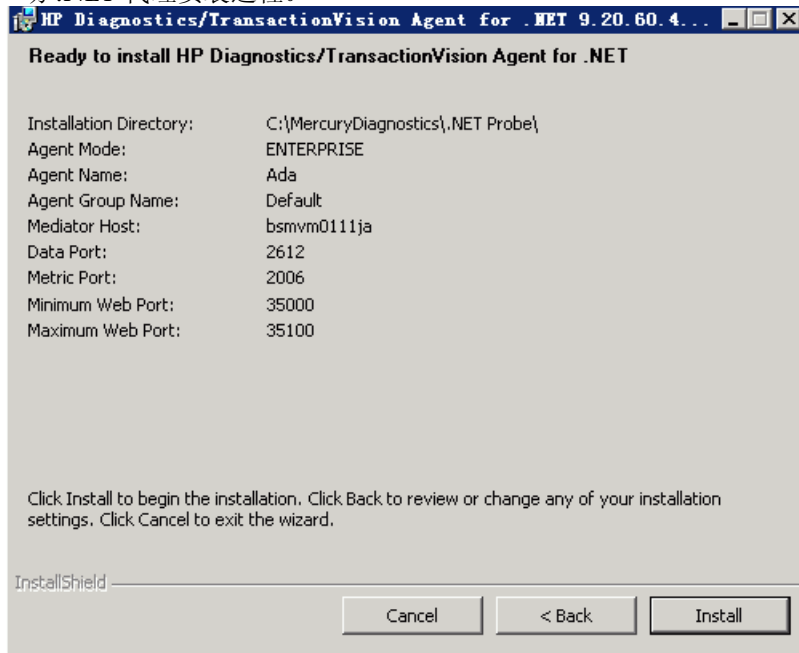 HP Diagnostics/TransactionVision Agent for .NET 9.20.60.4...
Ready to install HP Diagnostics/TransactionVision Agent for .NET
Installation Directory: C:\MercuryDiagnostics\.NET Probe\
Agent Mode: ENTERPRISE
Agent Name: Ada
Agent Group Name: Default
Mediator Host: bsmvm0111ja
Data Port: 2612
Metric Port: 2006
Minimum Web Port: 35000
Maximum Web Port: 35100
Click Install to begin the installation. Click Back to review or change any of your installation
settings. Click Cancel to exit the wizard.
InstallShield
Cancel < Back Install